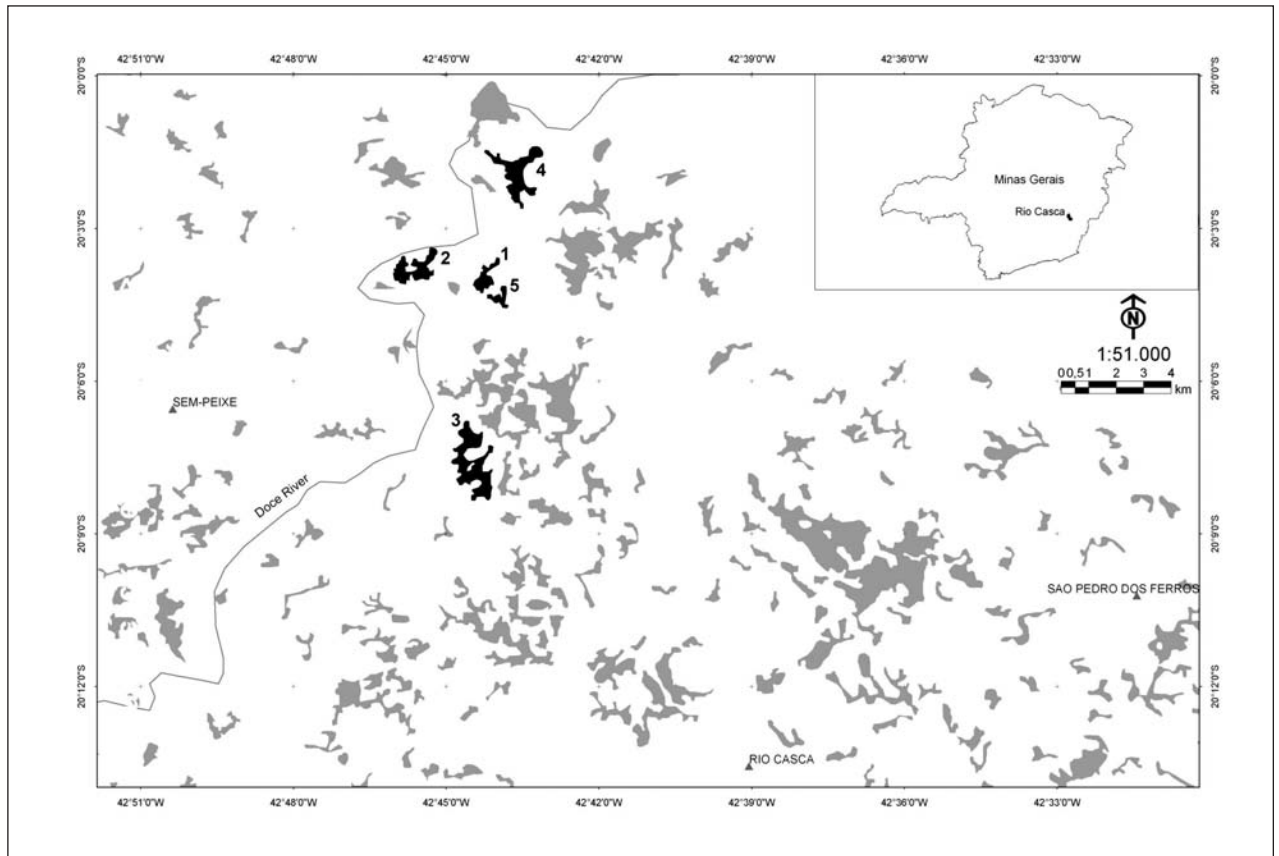 42°51'0"W 42°48'0"W 42°45'0"W 42°42'0"W 42°39'0"W 42°36'0"W 42°33'0"W
20°0'0"S 20°0'0"S
4
Minas Gerais
Rio Casca
20°3'0"S 20°3'0"S
2 1
5
N
1:51.000
0 0,5 1 2 3 4
km
20°6'0"S 20°6'0"S
SEM-PEIXE
3
Doce River
20°9'0"S 20°9'0"S
SAO PEDRO DOS FERROS
20°12'0"S 20°12'0"S
RIO CASCA
42°51'0"W 42°48'0"W 42°45'0"W 42°42'0"W 42°39'0"W 42°36'0"W 42°33'0"W